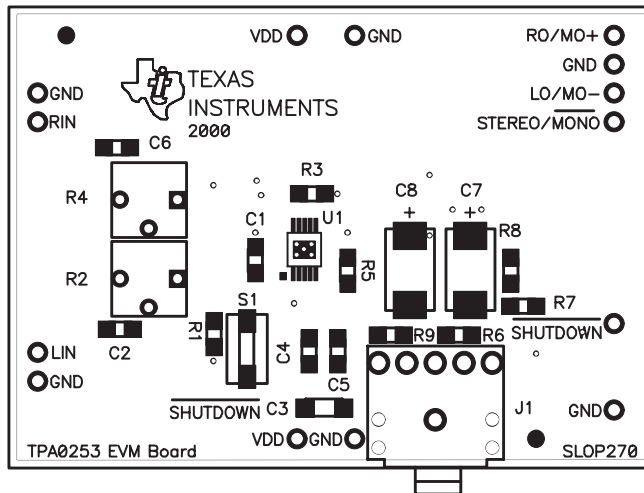 VDD GND RO/MO+
GND
TEXAS
INSTRUMENTS
2000
GND LO/MO-
RIN STEREO/MONO
C6
R3
R4 C8 C7
+ +
C1 U1
R8
R2 R5
S1 R7
C2 R1 SHUTDOWN
R9 R6
LIN C4
C5
GND
C3 J1
SHUTDOWN GND
VDD GND
TPA0253 EVM Board SLOP270